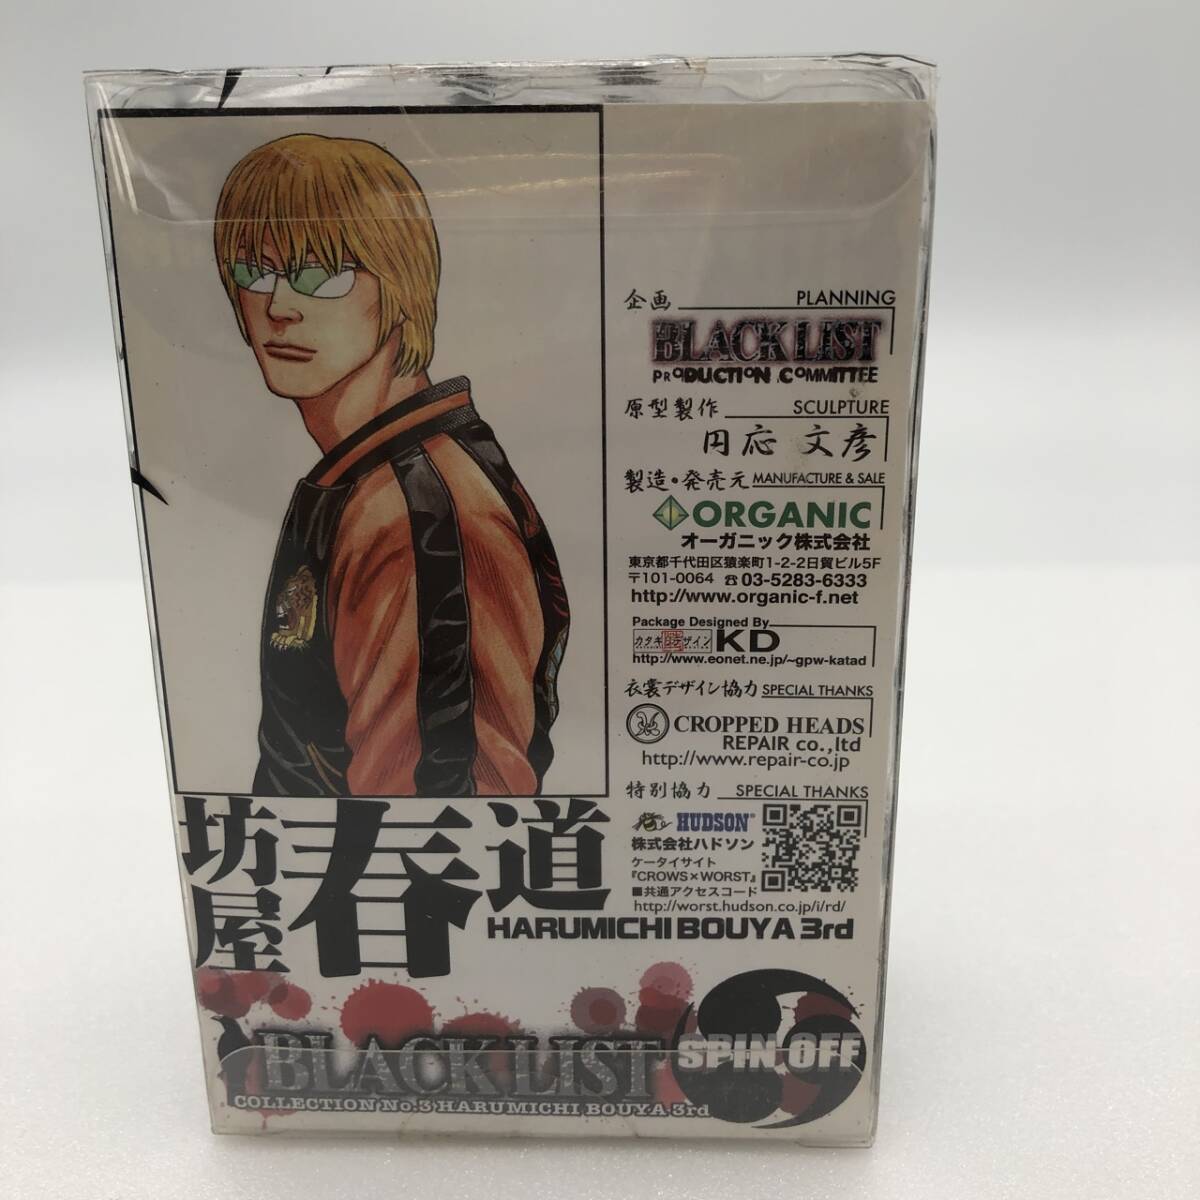 企画 PLANNING
BLACK LIST
PRODUCTION COMMITTEE
原型製作 SCULPTURE
円応 文彦
製造・発売元 MANUFACTURE & SALE
ORGANIC
オーガニック株式会社
東京都千代田区猿楽町1-2-2日貿ビル5F
〒101-0064 ☎03-5283-6333
http://www.organic-f.net
Package Designed By
カタキ デザイン KD
http://www.eonet.ne.jp/~gpw-katad
衣裳デザイン協力 SPECIAL THANKS
CROPPED HEADS
REPAIR co.,ltd
http://www.repair-co.jp
特別協力 SPECIAL THANKS
HUDSON
株式会社ハドソン
ケータイサイト
『CROWS×WORST』
■共通アクセスコード
http://worst.hudson.co.jp/i/rd/
坊屋春道
HARUMICHI BOUYA 3rd
BLACK LIST SPIN OFF
COLLECTION No.3 HARUMICHI BOUYA 3rd